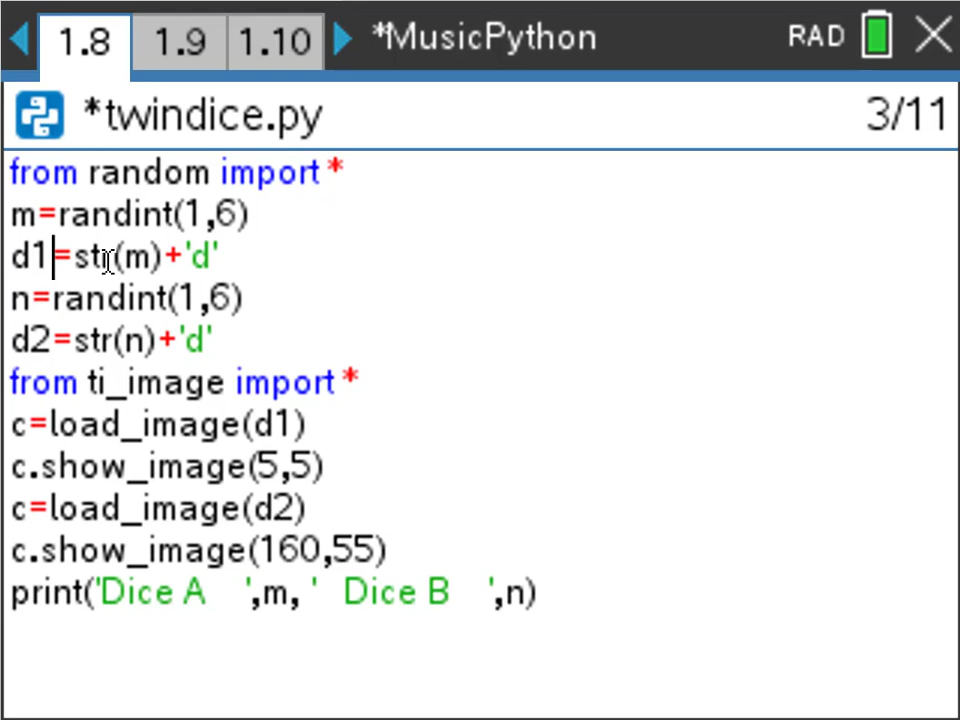 1.8 1.9 1.10 *MusicPython RAD
*twindice.py 3/11
from random import *
m=randint(1,6)
d1=str(m)+'d'
n=randint(1,6)
d2=str(n)+'d'
from ti_image import *
c=load_image(d1)
c.show_image(5,5)
c=load_image(d2)
c.show_image(160,55)
print('Dice A    ',m, '   Dice B    ',n)